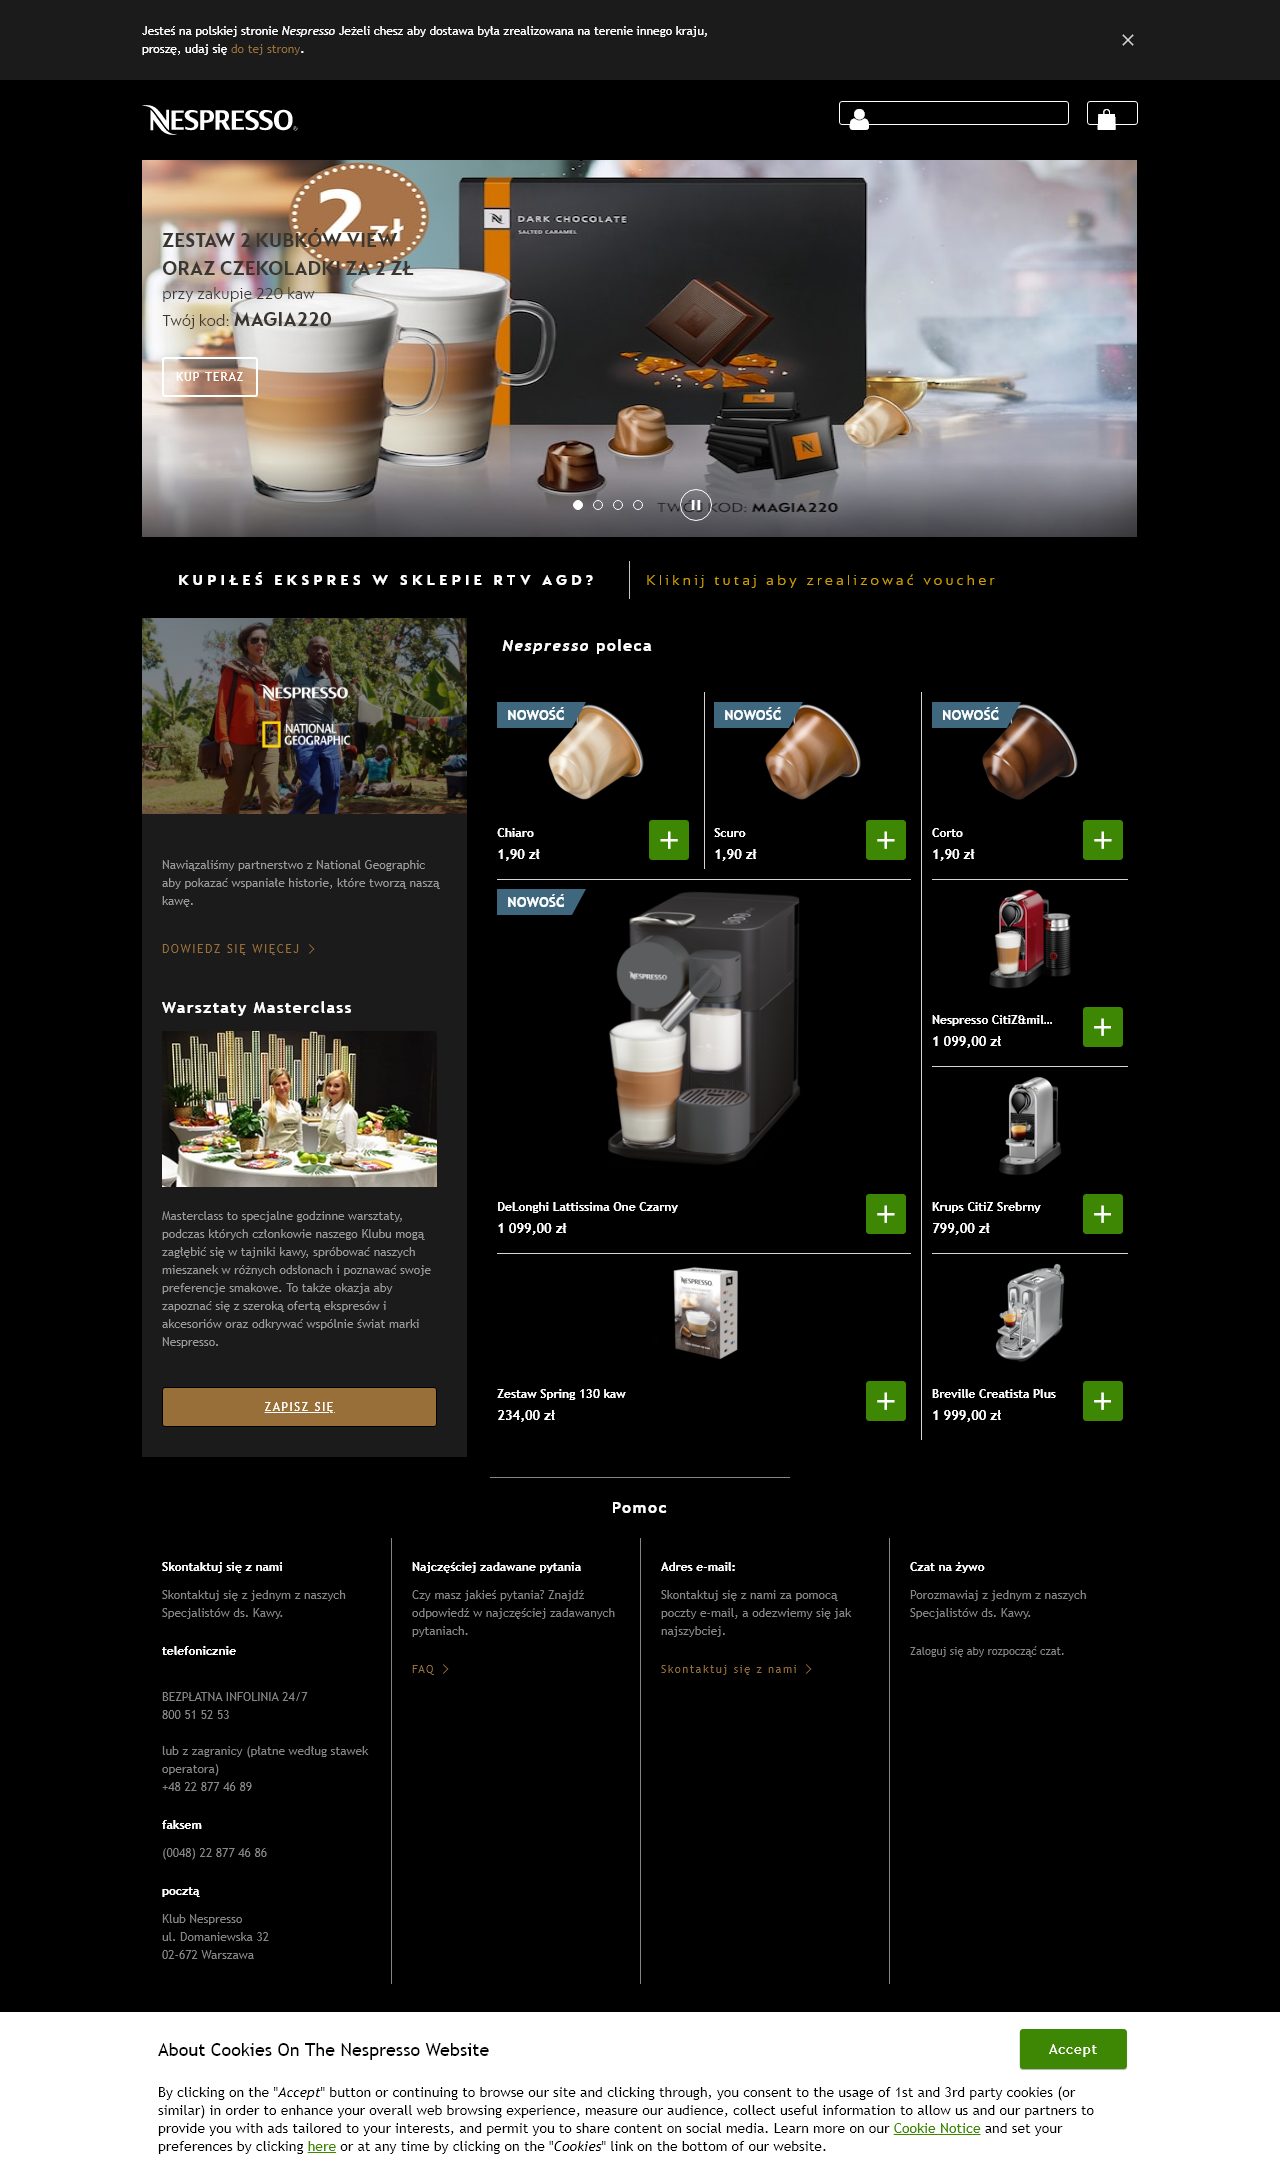 Jesteś na polskiej stronie Nespresso Jeżeli chesz aby dostawa była zrealizowana na terenie innego kraju,
proszę, udaj się do tej strony.
NESPRESSO
2 zł
DARK CHOCOLATE
SALTED CARAMEL
ZESTAW 2 KUBKÓW VIEW
ORAZ CZEKOLADKI ZA 2 ZŁ
przy zakupie 220 kaw
Twój kod: MAGIA220
KUP TERAZ
TWÓJ KOD: MAGIA220
KUPIŁEŚ EKSPRES W SKLEPIE RTV AGD?
Kliknij tutaj aby zrealizować voucher
NESPRESSO
NATIONAL
GEOGRAPHIC
Nawiązaliśmy partnerstwo z National Geographic
aby pokazać wspaniałe historie, które tworzą naszą
kawę.
DOWIEDZ SIĘ WIĘCEJ
Warsztaty Masterclass
Masterclass to specjalne godzinne warsztaty,
podczas których członkowie naszego Klubu mogą
zagłębić się w tajniki kawy, spróbować naszych
mieszanek w różnych odsłonach i poznawać swoje
preferencje smakowe. To także okazja aby
zapoznać się z szeroką ofertą ekspresów i
akcesoriów oraz odkrywać wspólnie świat marki
Nespresso.
ZAPISZ SIĘ
Nespresso poleca
NOWOŚĆ
Chiaro
1,90 zł
NOWOŚĆ
Scuro
1,90 zł
NOWOŚĆ
Corto
1,90 zł
NOWOŚĆ
NESPRESSO
DeLonghi Lattissima One Czarny
1 099,00 zł
Nespresso CitiZ&mil...
1 099,00 zł
Krups CitiZ Srebrny
799,00 zł
NESPRESSO
Zestaw Spring 130 kaw
234,00 zł
Breville Creatista Plus
1 999,00 zł
Pomoc
Skontaktuj się z nami
Skontaktuj się z jednym z naszych
Specjalistów ds. Kawy.
telefonicznie
BEZPŁATNA INFOLINIA 24/7
800 51 52 53
lub z zagranicy (płatne według stawek
operatora)
+48 22 877 46 89
faksem
(0048) 22 877 46 86
pocztą
Klub Nespresso
ul. Domaniewska 32
02-672 Warszawa
Najczęściej zadawane pytania
Czy masz jakieś pytania? Znajdź
odpowiedź w najczęściej zadawanych
pytaniach.
FAQ
Adres e-mail:
Skontaktuj się z nami za pomocą
poczty e-mail, a odezwiemy się jak
najszybciej.
Skontaktuj się z nami
Czat na żywo
Porozmawiaj z jednym z naszych
Specjalistów ds. Kawy.
Zaloguj się aby rozpocząć czat.
About Cookies On The Nespresso Website
Accept
By clicking on the "Accept" button or continuing to browse our site and clicking through, you consent to the usage of 1st and 3rd party cookies (or
similar) in order to enhance your overall web browsing experience, measure our audience, collect useful information to allow us and our partners to
provide you with ads tailored to your interests, and permit you to share content on social media. Learn more on our Cookie Notice and set your
preferences by clicking here or at any time by clicking on the "Cookies" link on the bottom of our website.